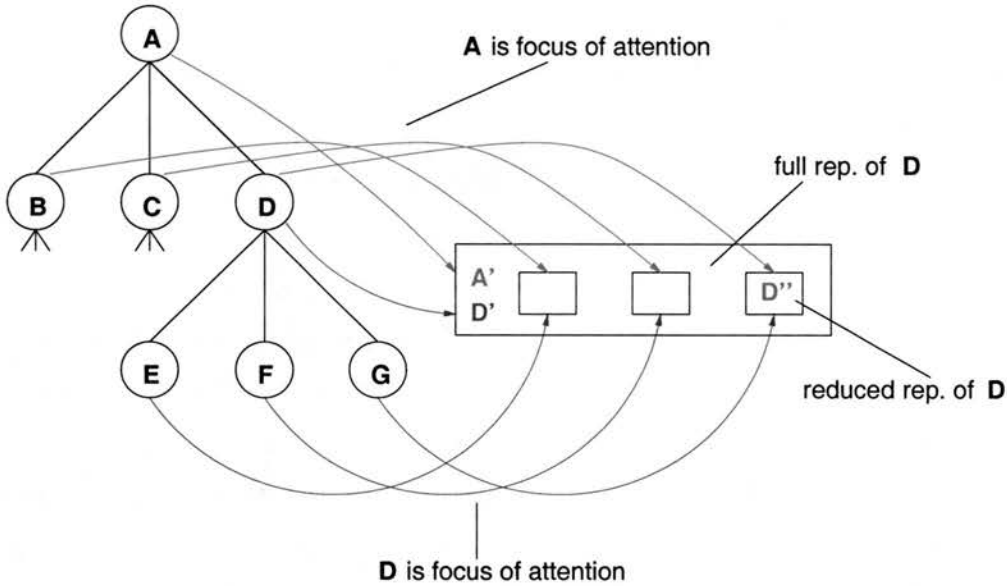 A
A is focus of attention
full rep. of D
B
C
D
A’
D’
D’’
E
F
G
reduced rep. of D
D is focus of attention